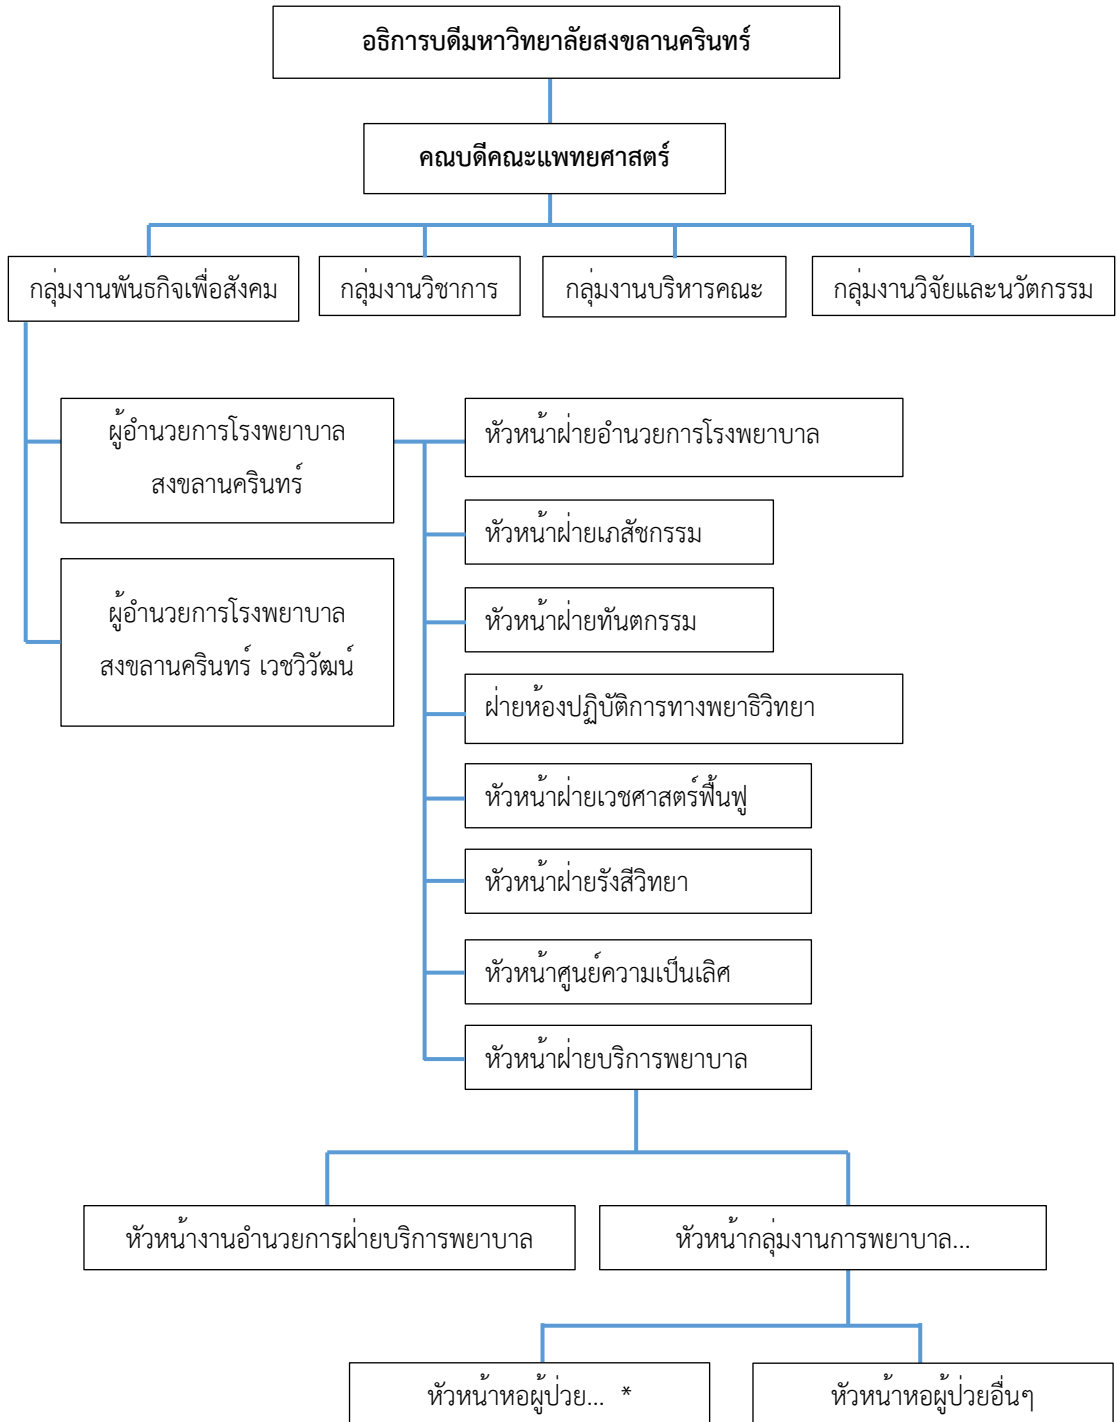 อธิการบดีมหาวิทยาลัยสงขลานครินทร์
คณบดีคณะแพทยศาสตร์
กลุ่มงานพันธกิจเพื่อสังคม
กลุ่มงานวิชาการ
กลุ่มงานบริหารคณะ
กลุ่มงานวิจัยและนวัตกรรม
ผู้อำนวยการโรงพยาบาล
สงขลานครินทร์
ผู้อำนวยการโรงพยาบาล
สงขลานครินทร์ เวชวิวัฒน์
หัวหน้าฝ่ายอำนวยการโรงพยาบาล
หัวหน้าฝ่ายเภสัชกรรม
หัวหน้าฝ่ายทันตกรรม
ฝ่ายห้องปฏิบัติการทางพยาธิวิทยา
หัวหน้าฝ่ายเวชศาสตร์ฟื้นฟู
หัวหน้าฝ่ายรังสีวิทยา
หัวหน้าศูนย์ความเป็นเลิศ
หัวหน้าฝ่ายบริการพยาบาล
หัวหน้างานอำนวยการฝ่ายบริการพยาบาล
หัวหน้ากลุ่มงานการพยาบาล...
หัวหน้าหอผู้ป่วย... *
หัวหน้าหอผู้ป่วยอื่นๆ